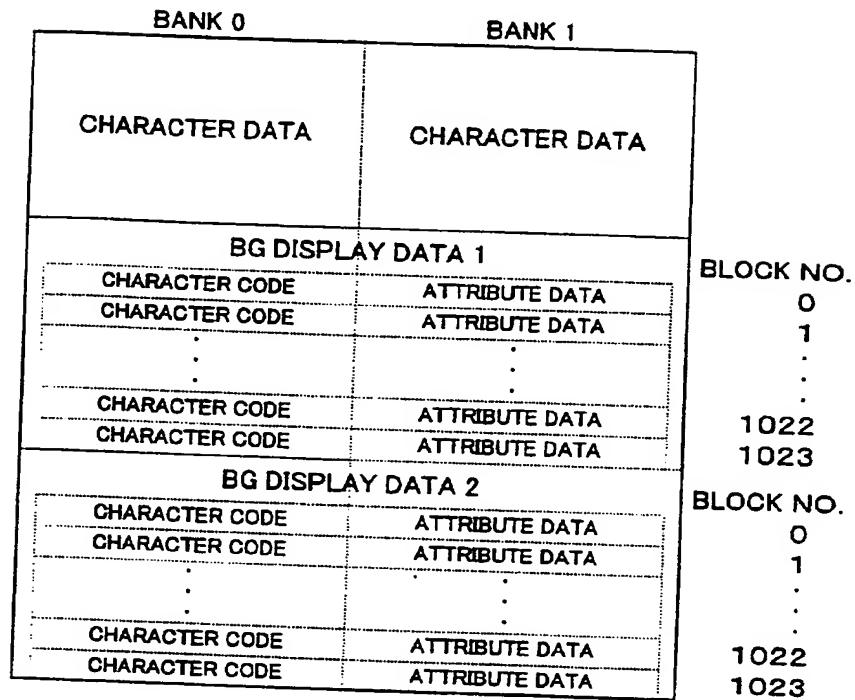 BANK 0 BANK 1
CHARACTER DATA CHARACTER DATA
BG DISPLAY DATA 1 BLOCK NO.
CHARACTER CODE ATTRIBUTE DATA 0
CHARACTER CODE ATTRIBUTE DATA 1
CHARACTER CODE ATTRIBUTE DATA 1022
CHARACTER CODE ATTRIBUTE DATA 1023
BG DISPLAY DATA 2 BLOCK NO.
CHARACTER CODE ATTRIBUTE DATA 0
CHARACTER CODE ATTRIBUTE DATA 1
CHARACTER CODE ATTRIBUTE DATA 1022
CHARACTER CODE ATTRIBUTE DATA 1023